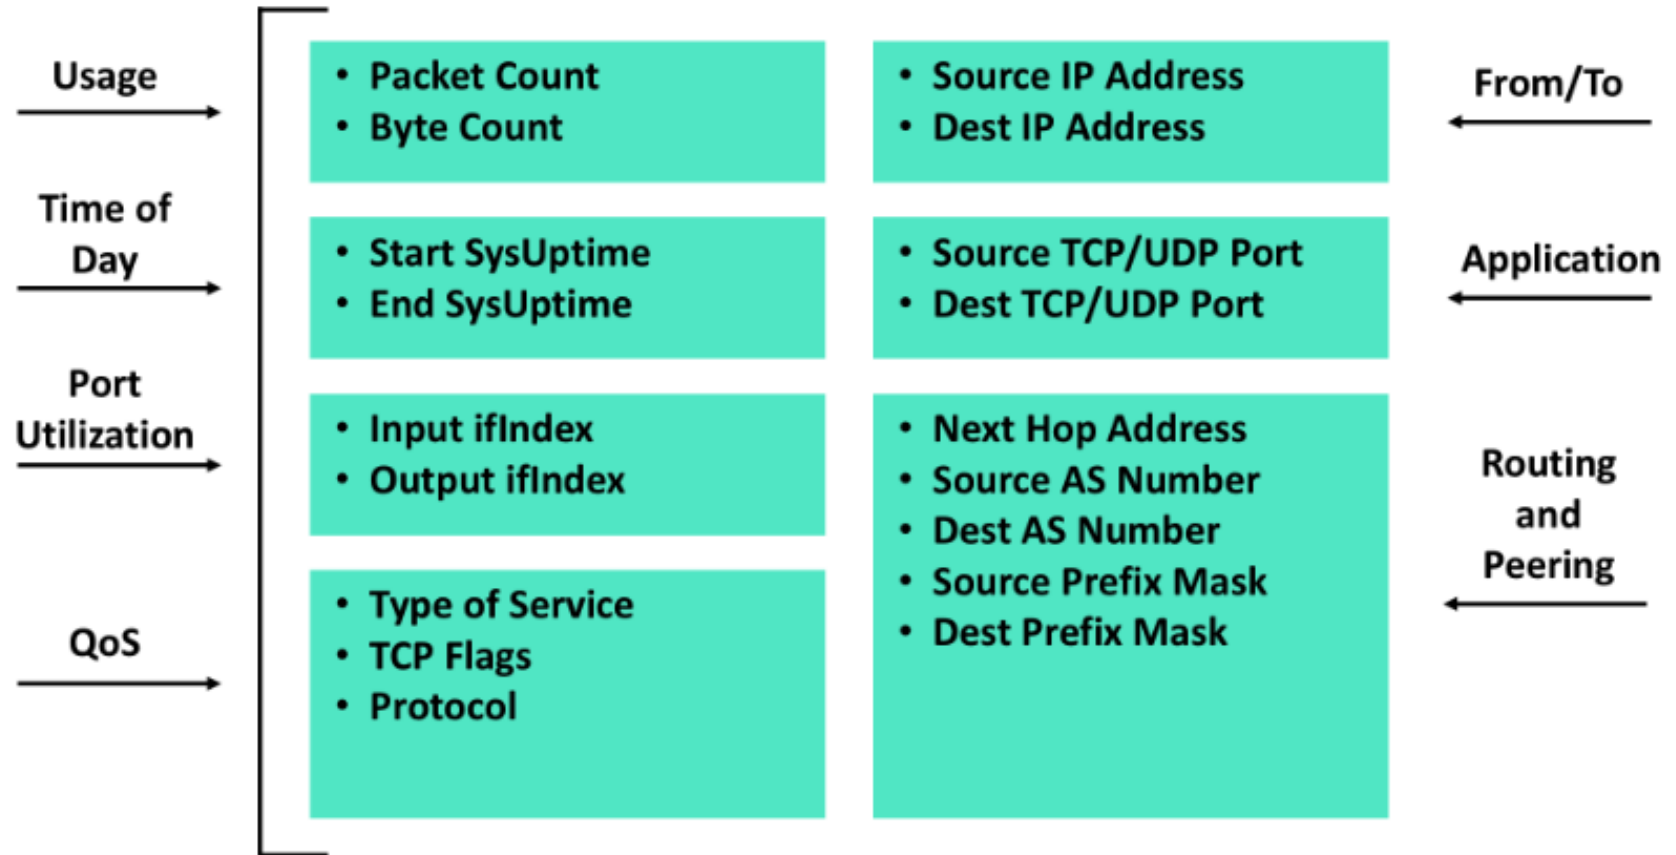 Usage
• Packet Count
• Byte Count
• Source IP Address
• Dest IP Address
From/To
Time of
Day
• Start SysUptime
• End SysUptime
• Source TCP/UDP Port
• Dest TCP/UDP Port
Application
Port
Utilization
• Input ifIndex
• Output ifIndex
• Next Hop Address
• Source AS Number
• Dest AS Number
• Source Prefix Mask
• Dest Prefix Mask
Routing
and
Peering
QoS
• Type of Service
• TCP Flags
• Protocol